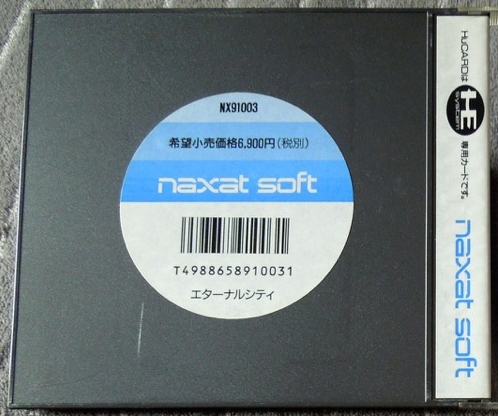 NX91003
希望小売価格6,900円(税別)
naxat soft
T4988658910031
エターナルシティ
HuCARDは
HE
SYSTEM
専用カードです。
naxat soft